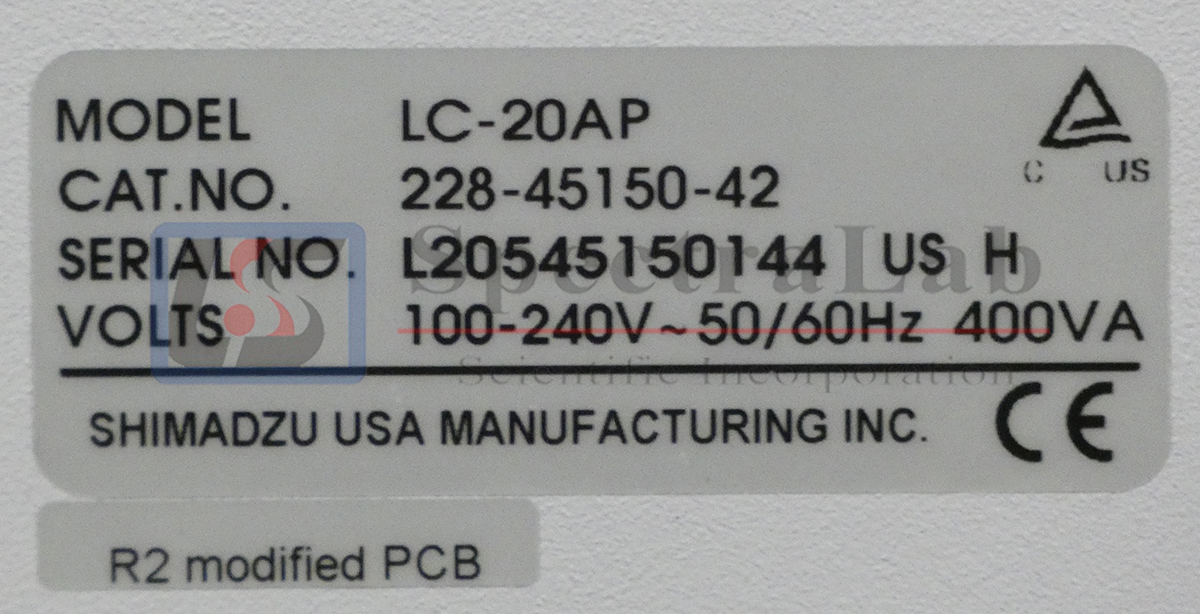 MODEL LC-20AP
C US
CAT.NO. 228-45150-42
SERIAL NO. L20545150144 US H
VOLTS 100-240V~50/60Hz 400VA
SHIMADZU USA MANUFACTURING INC. CE
R2 modified PCB
SpectraLab
Scientific Incorporation